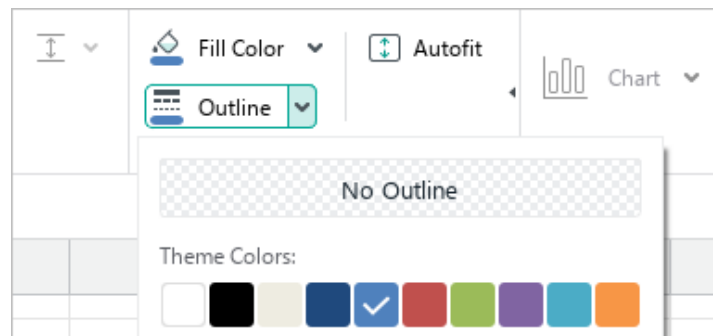 Fill Color
Autofit
Outline
Chart
No Outline
Theme Colors: